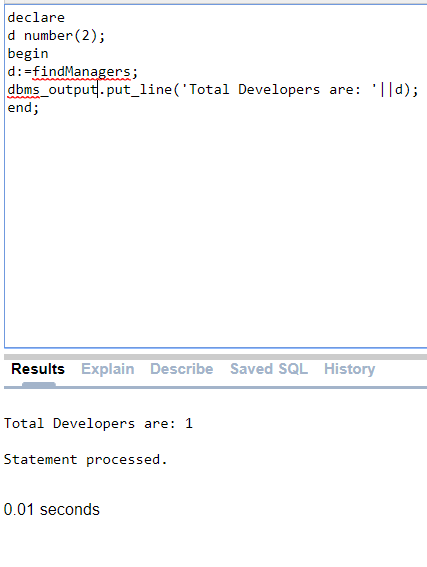 declare
d number(2);
begin
d:=findManagers;
dbms_output.put_line('Total Developers are: '||d);
end;
Results Explain Describe Saved SQL History
Total Developers are: 1
Statement processed.
0.01 seconds